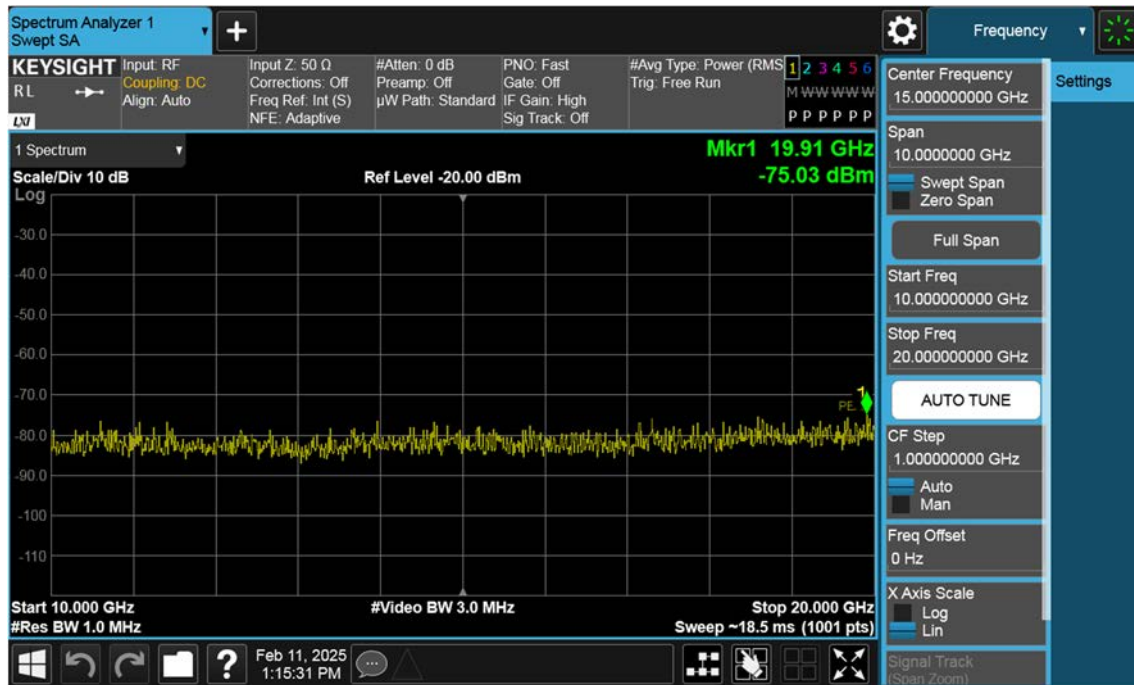 Spectrum Analyzer 1
Swept SA
+
Frequency
KEYSIGHT
RL
LXI
Input: RF
Coupling: DC
Align: Auto
Input Z: 50 Ω
Corrections: Off
Freq Ref: Int (S)
NFE: Adaptive
#Atten: 0 dB
Preamp: Off
µW Path: Standard
PNO: Fast
Gate: Off
IF Gain: High
Sig Track: Off
#Avg Type: Power (RMS
Trig: Free Run
1 2 3 4 5 6
M W W W W W
P P P P P P
1 Spectrum
Scale/Div 10 dB
Ref Level -20.00 dBm
Mkr1 19.91 GHz
-75.03 dBm
Log
-30.0
-40.0
-50.0
-60.0
-70.0
-80.0
-90.0
-100
-110
1
PE
Start 10.000 GHz
#Res BW 1.0 MHz
#Video BW 3.0 MHz
Stop 20.000 GHz
Sweep ~18.5 ms (1001 pts)
?
Feb 11, 2025
1:15:31 PM
Center Frequency
15.000000000 GHz
Span
10.0000000 GHz
Swept Span
Zero Span
Full Span
Start Freq
10.000000000 GHz
Stop Freq
20.000000000 GHz
AUTO TUNE
CF Step
1.000000000 GHz
Auto
Man
Freq Offset
0 Hz
X Axis Scale
Log
Lin
Signal Track
(Span Zoom)
Settings